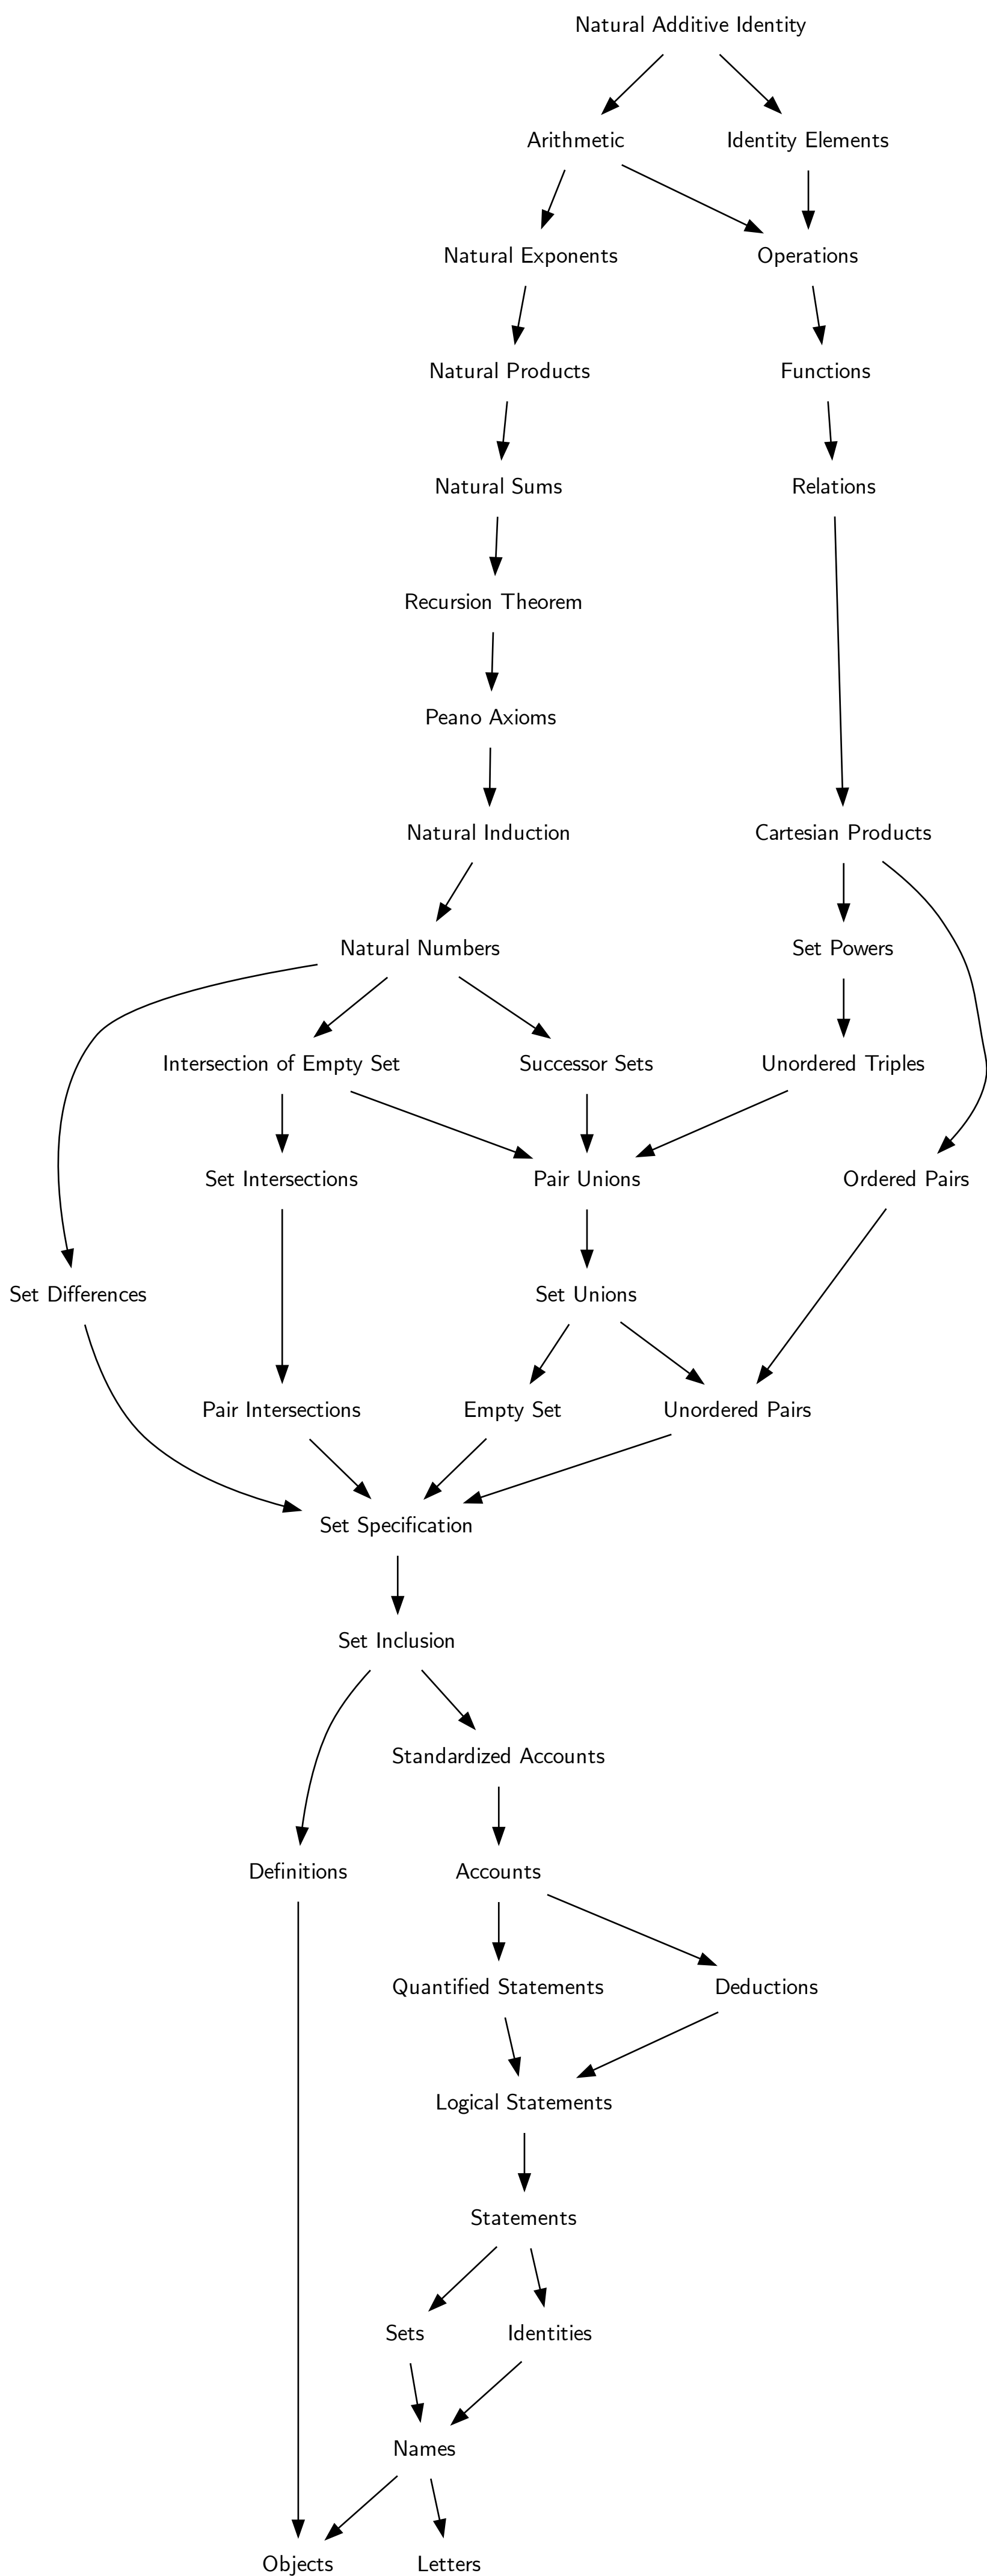 Natural Additive Identity
Arithmetic
Identity Elements
Natural Exponents
Operations
Natural Products
Functions
Natural Sums
Relations
Recursion Theorem
Peano Axioms
Natural Induction
Cartesian Products
Natural Numbers
Set Powers
Intersection of Empty Set
Successor Sets
Unordered Triples
Set Intersections
Pair Unions
Ordered Pairs
Set Differences
Set Unions
Pair Intersections
Empty Set
Unordered Pairs
Set Specification
Set Inclusion
Standardized Accounts
Definitions
Accounts
Quantified Statements
Deductions
Logical Statements
Statements
Sets
Identities
Names
Objects
Letters